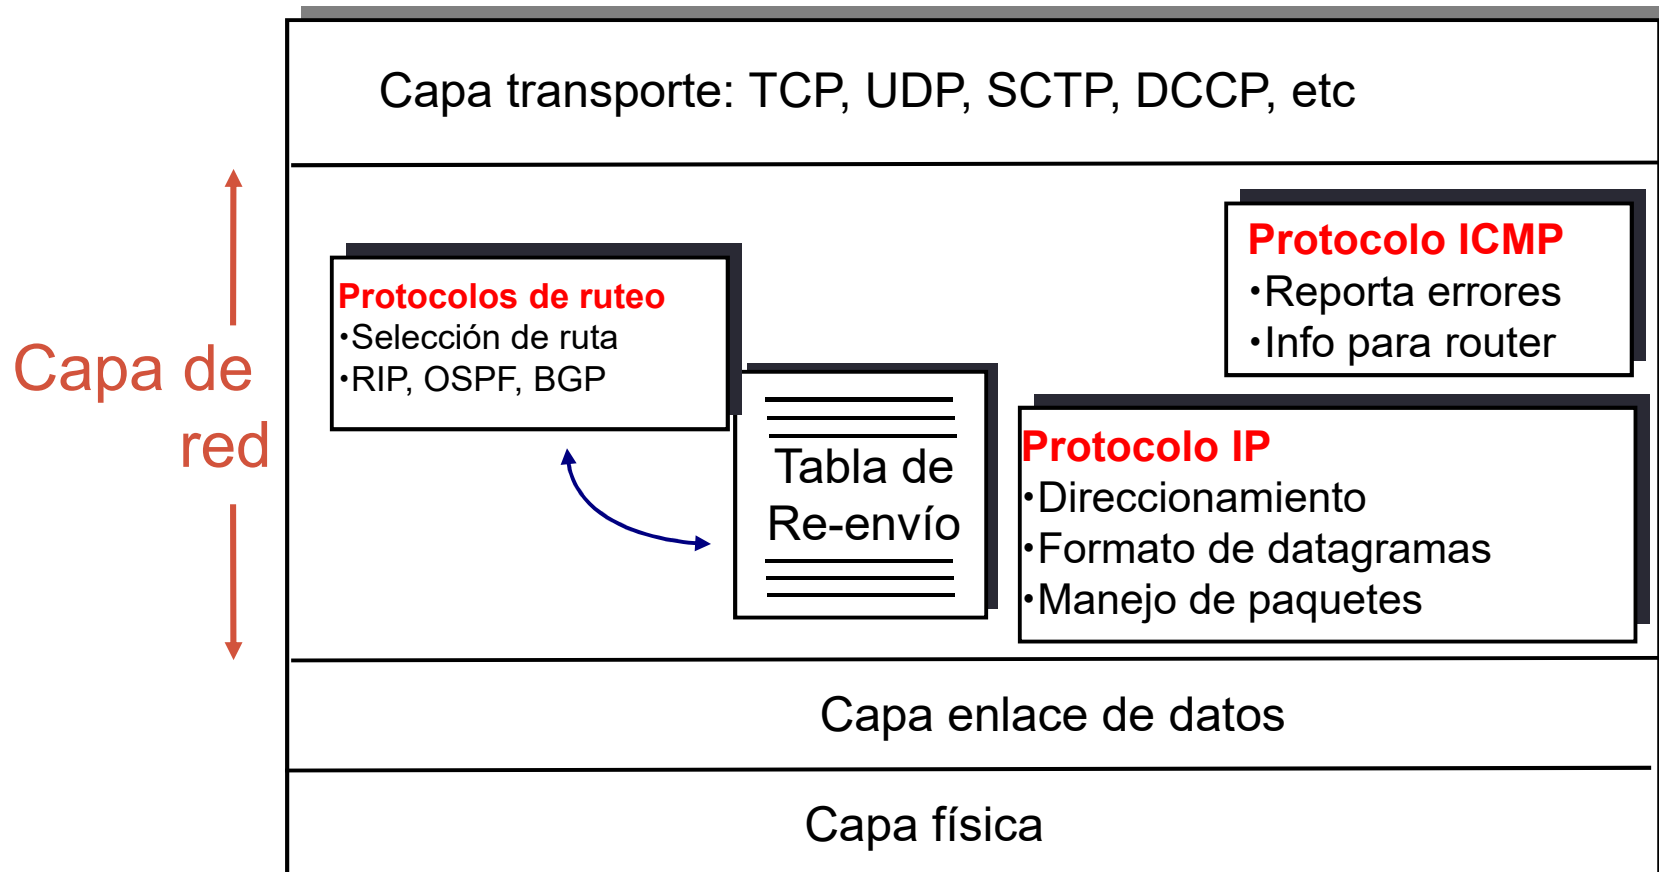 Capa transporte: TCP, UDP, SCTP, DCCP, etc
Capa de
red
Protocolos de ruteo
•Selección de ruta
•RIP, OSPF, BGP
Tabla de
Re-envío
Protocolo ICMP
•Reporta errores
•Info para router
Protocolo IP
•Direccionamiento
•Formato de datagramas
•Manejo de paquetes
Capa enlace de datos
Capa física